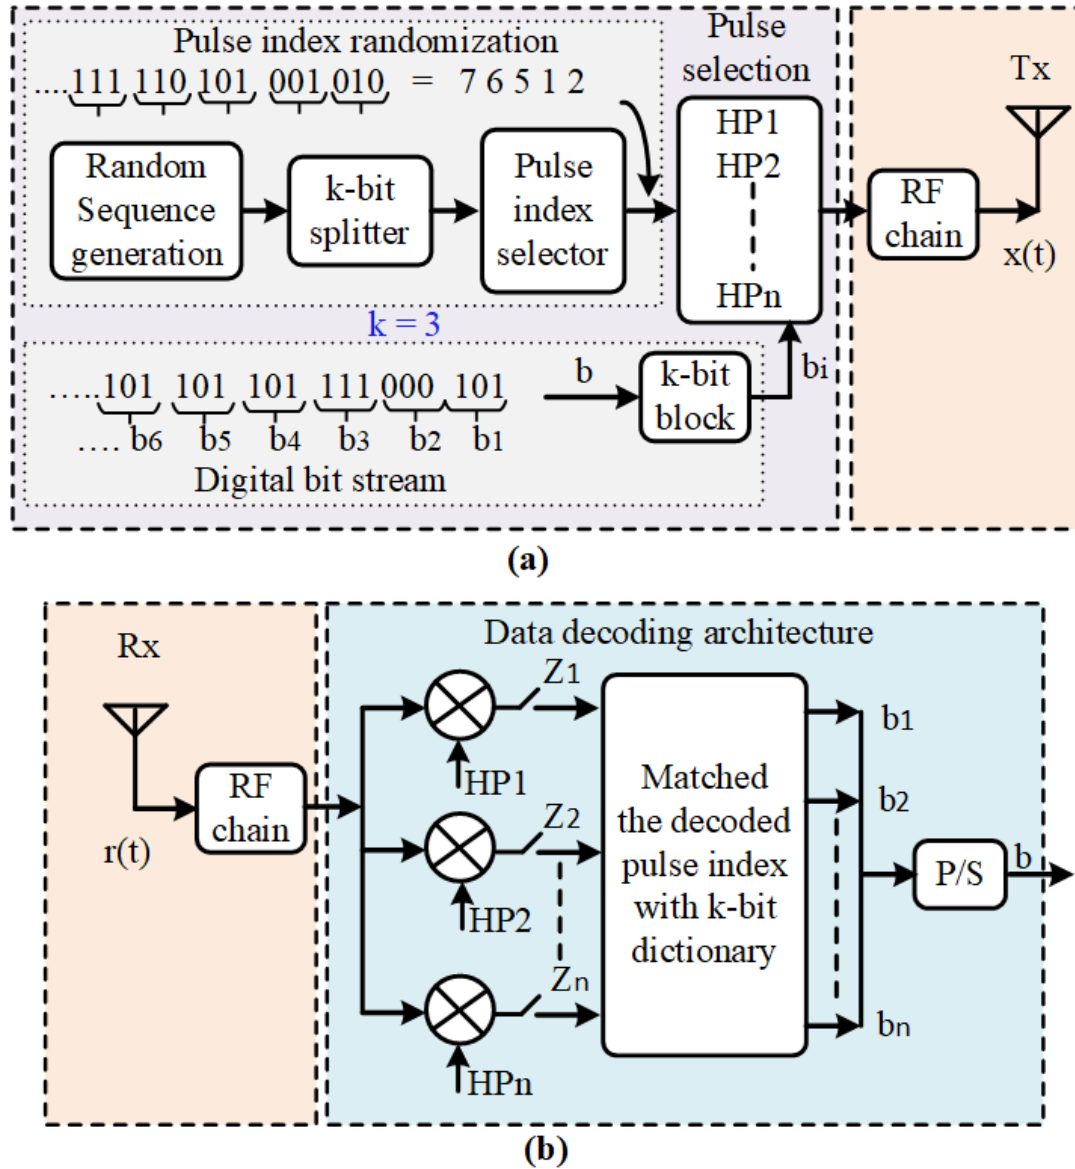 Pulse index randomization
....111 110 101 001 010 = 7 6 5 1 2
Random
Sequence
generation
k-bit
splitter
Pulse
index
selector
Pulse
selection
HP1
HP2
HPn
Tx
RF
chain
x(t)
k = 3
.....101 101 101 111 000 101
.... b6 b5 b4 b3 b2 b1
Digital bit stream
b
k-bit
block
bi
(a)
Rx
r(t)
RF
chain
Data decoding architecture
Z1
HP1
Z2
HP2
Zn
HPn
Matched
the decoded
pulse index
with k-bit
dictionary
b1
b2
bn
P/S
b
(b)